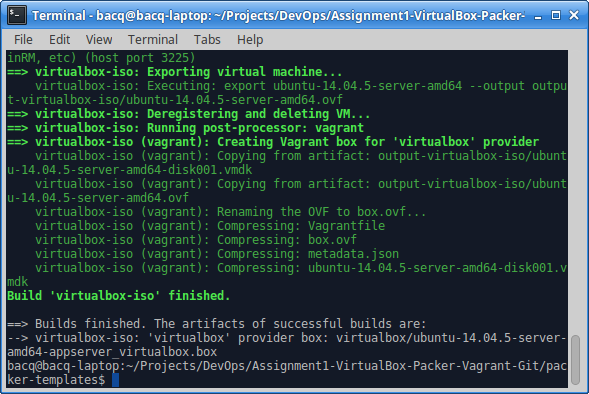 Terminal - bacq@bacq-laptop: ~/Projects/DevOps/Assignment1-VirtualBox-Packer-
File Edit View Terminal Tabs Help
inRM, etc) (host port 3225)
==> virtualbox-iso: Exporting virtual machine...
    virtualbox-iso: Executing: export ubuntu-14.04.5-server-amd64 --output outpu
t-virtualbox-iso/ubuntu-14.04.5-server-amd64.ovf
==> virtualbox-iso: Deregistering and deleting VM...
==> virtualbox-iso: Running post-processor: vagrant
==> virtualbox-iso (vagrant): Creating Vagrant box for 'virtualbox' provider
    virtualbox-iso (vagrant): Copying from artifact: output-virtualbox-iso/ubunt
u-14.04.5-server-amd64-disk001.vmdk
    virtualbox-iso (vagrant): Copying from artifact: output-virtualbox-iso/ubunt
u-14.04.5-server-amd64.ovf
    virtualbox-iso (vagrant): Renaming the OVF to box.ovf...
    virtualbox-iso (vagrant): Compressing: Vagrantfile
    virtualbox-iso (vagrant): Compressing: box.ovf
    virtualbox-iso (vagrant): Compressing: metadata.json
    virtualbox-iso (vagrant): Compressing: ubuntu-14.04.5-server-amd64-disk001.v
mdk
Build 'virtualbox-iso' finished.
==> Builds finished. The artifacts of successful builds are:
--> virtualbox-iso: 'virtualbox' provider box: virtualbox/ubuntu-14.04.5-server-
amd64-appserver_virtualbox.box
bacq@bacq-laptop:~/Projects/DevOps/Assignment1-VirtualBox-Packer-Vagrant-Git/pac
ker-templates$